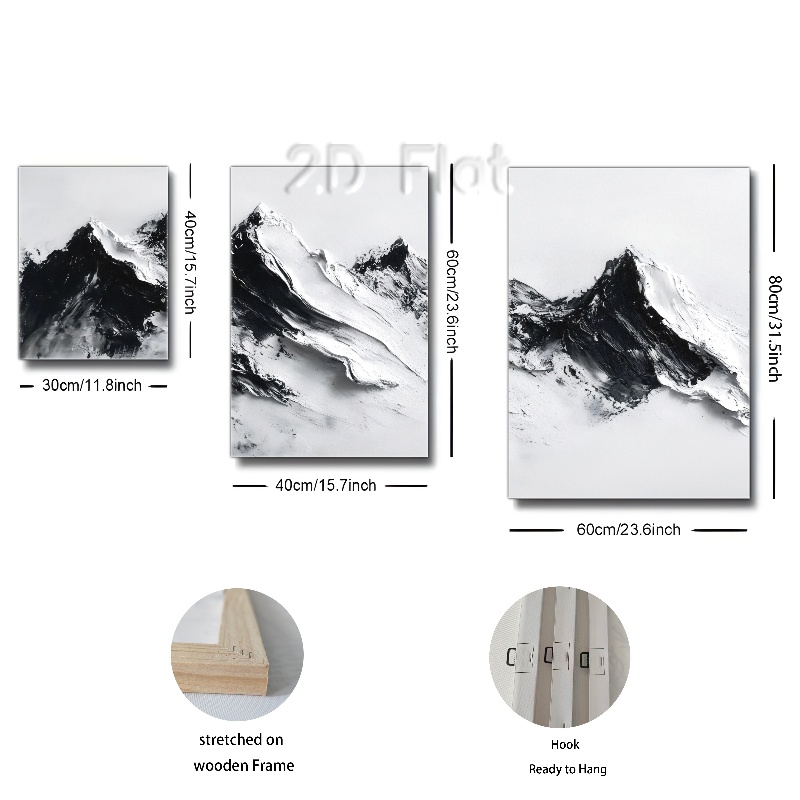 2.D Flat.
40cm/15.7inch
30cm/11.8inch
60cm/23.6inch
40cm/15.7inch
80cm/31.5inch
60cm/23.6inch
stretched on
wooden Frame
Hook
Ready to Hang